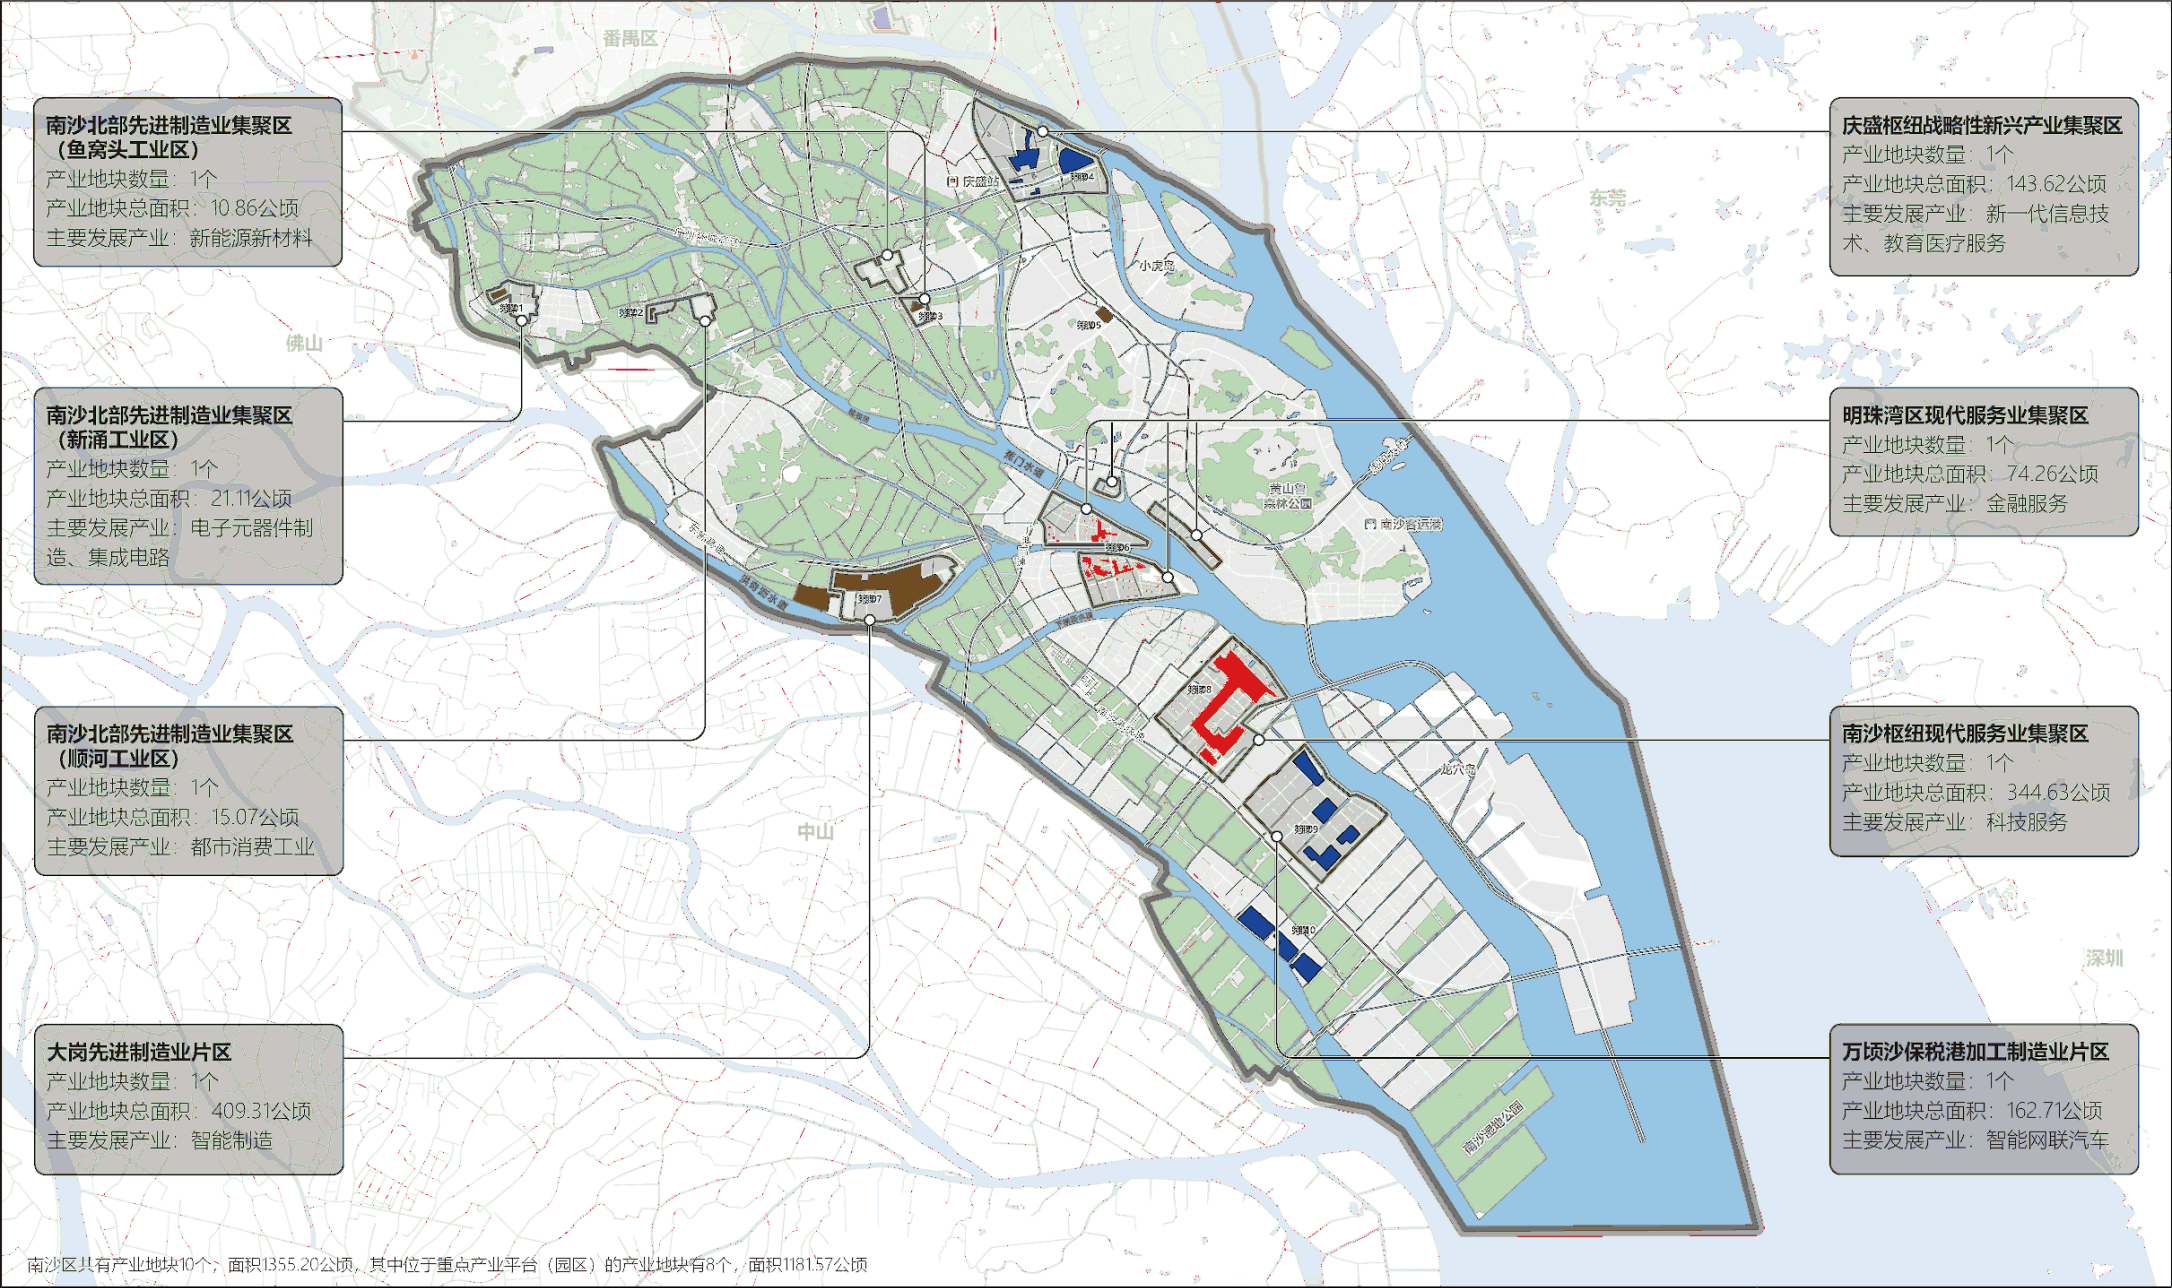 番禺区
南沙北部先进制造业集聚区
（鱼窝头工业区）
产业地块数量：1个
产业地块总面积：10.86公顷
主要发展产业：新能源新材料
庆盛枢纽战略性新兴产业集聚区
产业地块数量：1个
产业地块总面积：143.62公顷
主要发展产业：新一代信息技
术、教育医疗服务
庆盛站
东莞
小虎岛
佛山
南沙北部先进制造业集聚区
（新涌工业区）
产业地块数量：1个
产业地块总面积：21.11公顷
主要发展产业：电子元器件制
造、集成电路
明珠湾区现代服务业集聚区
产业地块数量：1个
产业地块总面积：74.26公顷
主要发展产业：金融服务
蕉门水道
黄山鲁
森林公园
南沙客运港
洪奇沥水道
南沙北部先进制造业集聚区
（顺河工业区）
产业地块数量：1个
产业地块总面积：15.07公顷
主要发展产业：都市消费工业
南沙枢纽现代服务业集聚区
产业地块数量：1个
产业地块总面积：344.63公顷
主要发展产业：科技服务
龙穴岛
中山
深圳
大岗先进制造业片区
产业地块数量：1个
产业地块总面积：409.31公顷
主要发展产业：智能制造
万顷沙保税港加工制造业片区
产业地块数量：1个
产业地块总面积：162.71公顷
主要发展产业：智能网联汽车
南沙湿地公园
南沙区共有产业地块10个，面积1355.20公顷，其中位于重点产业平台（园区）的产业地块有8个，面积1181.57公顷